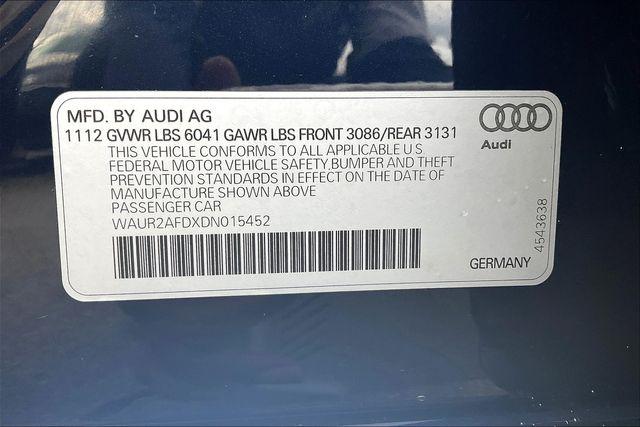 MFD. BY AUDI AG
1112 GVWR LBS 6041 GAWR LBS FRONT 3086/REAR 3131
THIS VEHICLE CONFORMS TO ALL APPLICABLE U.S.
FEDERAL MOTOR VEHICLE SAFETY,BUMPER AND THEFT
PREVENTION STANDARDS IN EFFECT ON THE DATE OF
MANUFACTURE SHOWN ABOVE
PASSENGER CAR
WAUR2AFDXDN015452
Audi
4543638
GERMANY